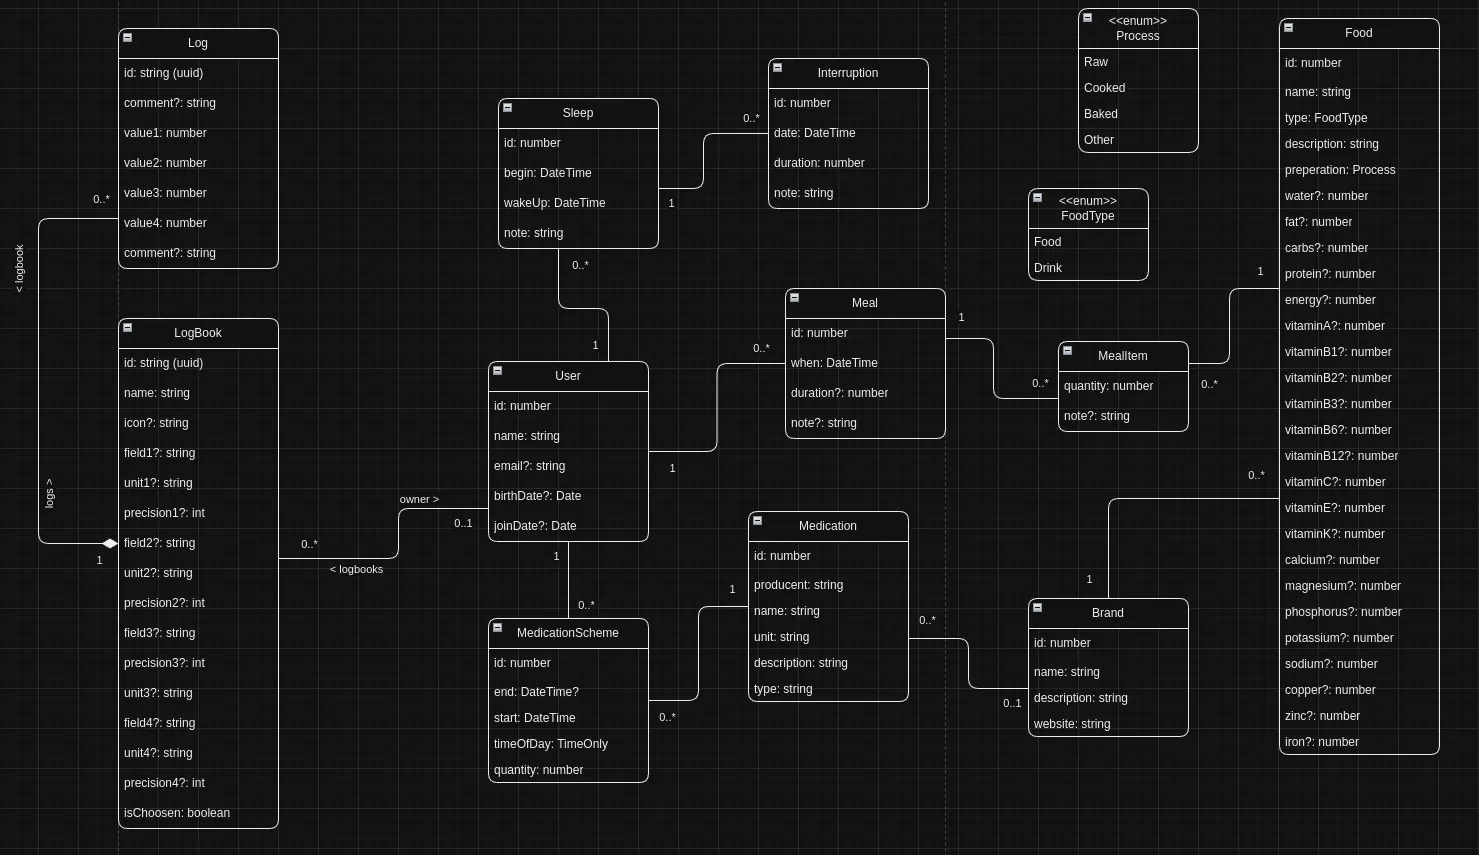 Log
id: string (uuid)
comment?: string
value1: number
value2: number
value3: number
value4: number
comment?: string
0..*
< logbook
logs >
1
LogBook
id: string (uuid)
name: string
icon?: string
field1?: string
unit1?: string
precision1?: int
field2?: string
unit2?: string
precision2?: int
field3?: string
precision3?: int
unit3?: string
field4?: string
unit4?: string
precision4?: int
isChoosen: boolean
0..*
< logbooks
owner >
0..1
Sleep
id: number
begin: DateTime
wakeUp: DateTime
note: string
1
0..*
Interruption
id: number
date: DateTime
duration: number
note: string
0..*
1
User
id: number
name: string
email?: string
birthDate?: Date
joinDate?: Date
1
0..*
Meal
id: number
when: DateTime
duration?: number
note?: string
1
0..*
MedicationScheme
id: number
end: DateTime?
start: DateTime
timeOfDay: TimeOnly
quantity: number
0..*
1
Medication
id: number
producent: string
name: string
unit: string
description: string
type: string
0..*
0..1
<<enum>>
Process
Raw
Cooked
Baked
Other
<<enum>>
FoodType
Food
Drink
1
0..*
MealItem
quantity: number
note?: string
0..*
1
Brand
id: number
name: string
description: string
website: string
1
0..*
Food
id: number
name: string
type: FoodType
description: string
preperation: Process
water?: number
fat?: number
carbs?: number
protein?: number
energy?: number
vitaminA?: number
vitaminB1?: number
vitaminB2?: number
vitaminB3?: number
vitaminB6?: number
vitaminB12?: number
vitaminC?: number
vitaminE?: number
vitaminK?: number
calcium?: number
magnesium?: number
phosphorus?: number
potassium?: number
sodium?: number
copper?: number
zinc?: number
iron?: number